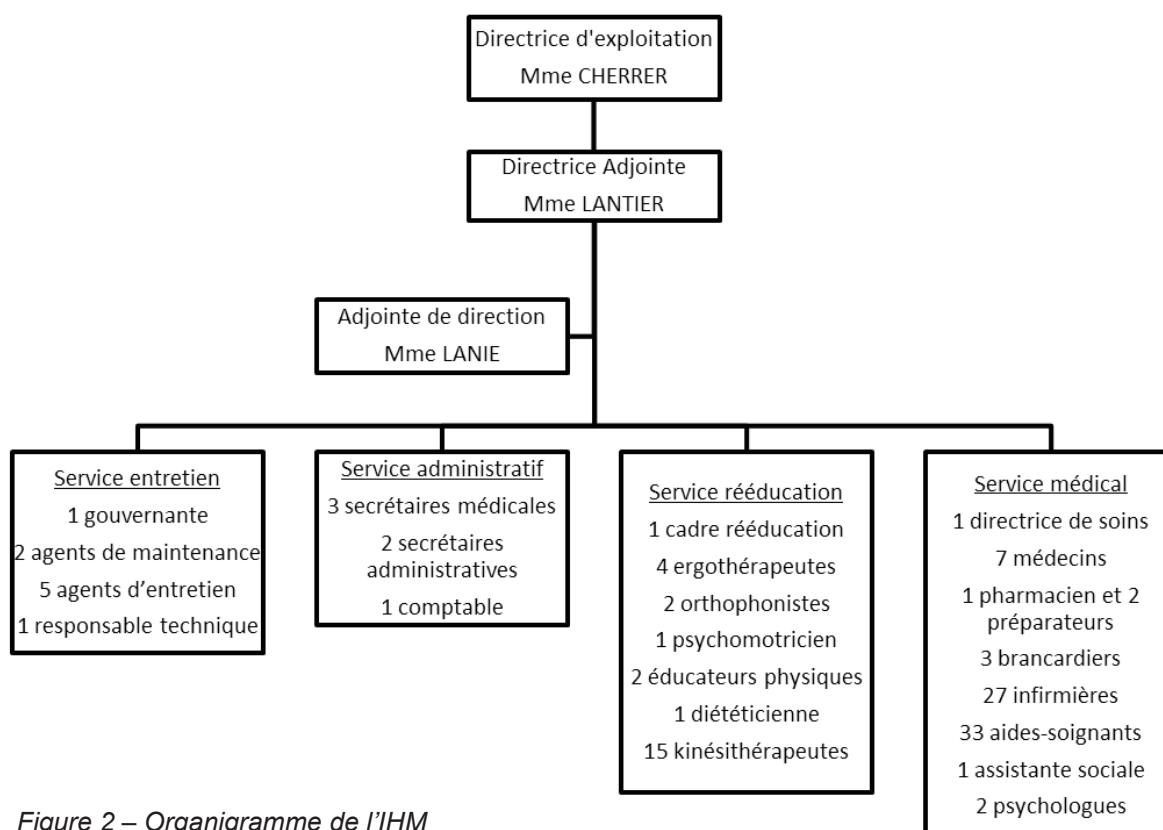 Directrice d'exploitation
Mme CHERRER
Directrice Adjointe
Mme LANTIER
Adjointe de direction
Mme LANIE
Service entretien
1 gouvernante
2 agents de maintenance
5 agents d’entretien
1 responsable technique
Service administratif
3 secrétaires médicales
2 secrétaires
administratives
1 comptable
Service rééducation
1 cadre rééducation
4 ergothérapeutes
2 orthophonistes
1 psychomotricien
2 éducateurs physiques
1 diététicienne
15 kinésithérapeutes
Service médical
1 directrice de soins
7 médecins
1 pharmacien et 2
préparateurs
3 brancardiers
27 infirmières
33 aides-soignants
1 assistante sociale
2 psychologues
Figure 2 – Organigramme de l’IHM